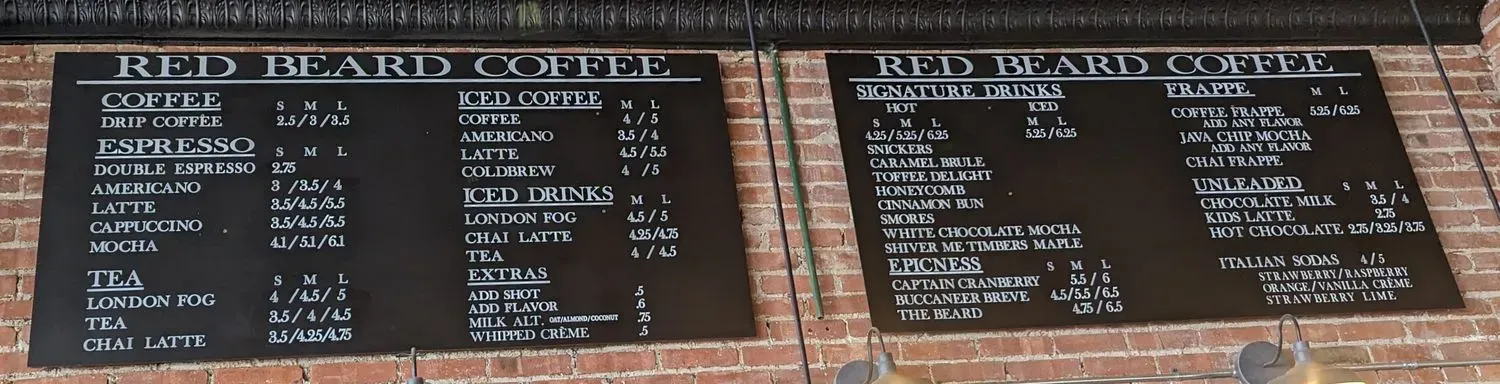 RED BEARD COFFEE
COFFEE S M L
DRIP COFFEE 2.5/3/3.5
ESPRESSO S M L
DOUBLE ESPRESSO 2.75
AMERICANO 3/3.5/4
LATTE 3.5/4.5/5.5
CAPPUCCINO 3.5/4.5/5.5
MOCHA 4.1/5.1/6.1
TEA S M L
LONDON FOG 4/4.5/5
TEA 3.5/4/4.5
CHAI LATTE 3.5/4.25/4.75
ICED COFFEE M L
COFFEE 4/5
AMERICANO 3.5/4
LATTE 4.5/5.5
COLDBREW 4/5
ICED DRINKS M L
LONDON FOG 4.5/5
CHAI LATTE 4.25/4.75
TEA 4/4.5
EXTRAS
ADD SHOT .5
ADD FLAVOR .6
MILK ALT. OAT/ALMOND/COCONUT .75
WHIPPED CRÈME .5
RED BEARD COFFEE
SIGNATURE DRINKS
HOT ICED
S M L M L
4.25/5.25/6.25 5.25/6.25
SNICKERS
CARAMEL BRULE
TOFFEE DELIGHT
HONEYCOMB
CINNAMON BUN
SMORES
WHITE CHOCOLATE MOCHA
SHIVER ME TIMBERS MAPLE
EPICNESS S M L
CAPTAIN CRANBERRY 5.5/6
BUCCANEER BREVE 4.5/5.5/6.5
THE BEARD 4.75/6.5
FRAPPE M L
COFFEE FRAPPE 5.25/6.25
ADD ANY FLAVOR
JAVA CHIP MOCHA
ADD ANY FLAVOR
CHAI FRAPPE
UNLEADED S M L
CHOCOLATE MILK 3.5/4
KIDS LATTE 2.75
HOT CHOCOLATE 2.75/3.25/3.75
ITALIAN SODAS 4/5
STRAWBERRY/RASPBERRY
ORANGE/VANILLA CRÈME
STRAWBERRY LIME